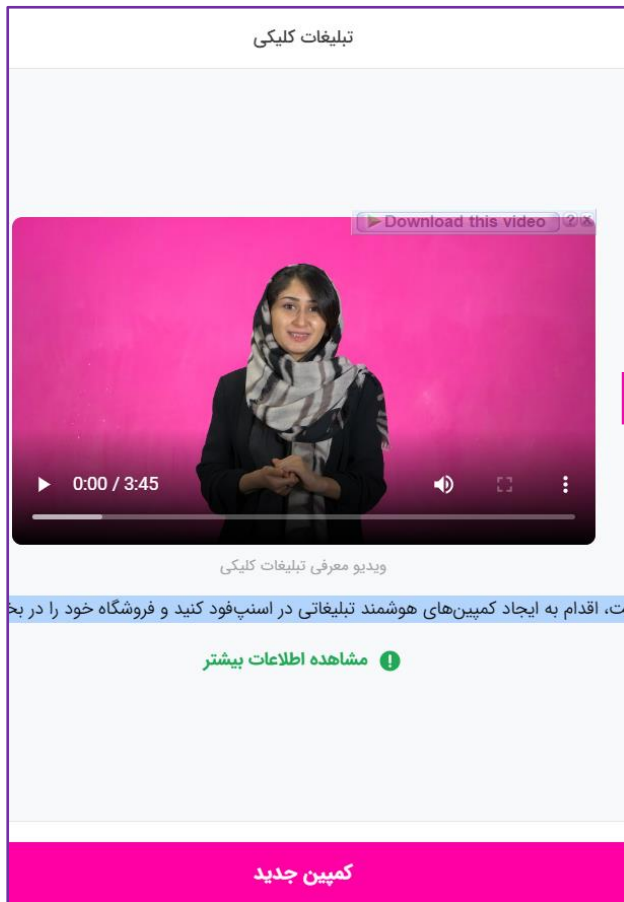 تبلیغات کلیکی
Download this video
0:00 / 3:45
ویدیو معرفی تبلیغات کلیکی
اقدام به ایجاد کمپین‌های هوشمند تبلیغاتی در اسنپ‌فود کنید و فروشگاه خود را در
مشاهده اطلاعات بیشتر
کمپین جدید